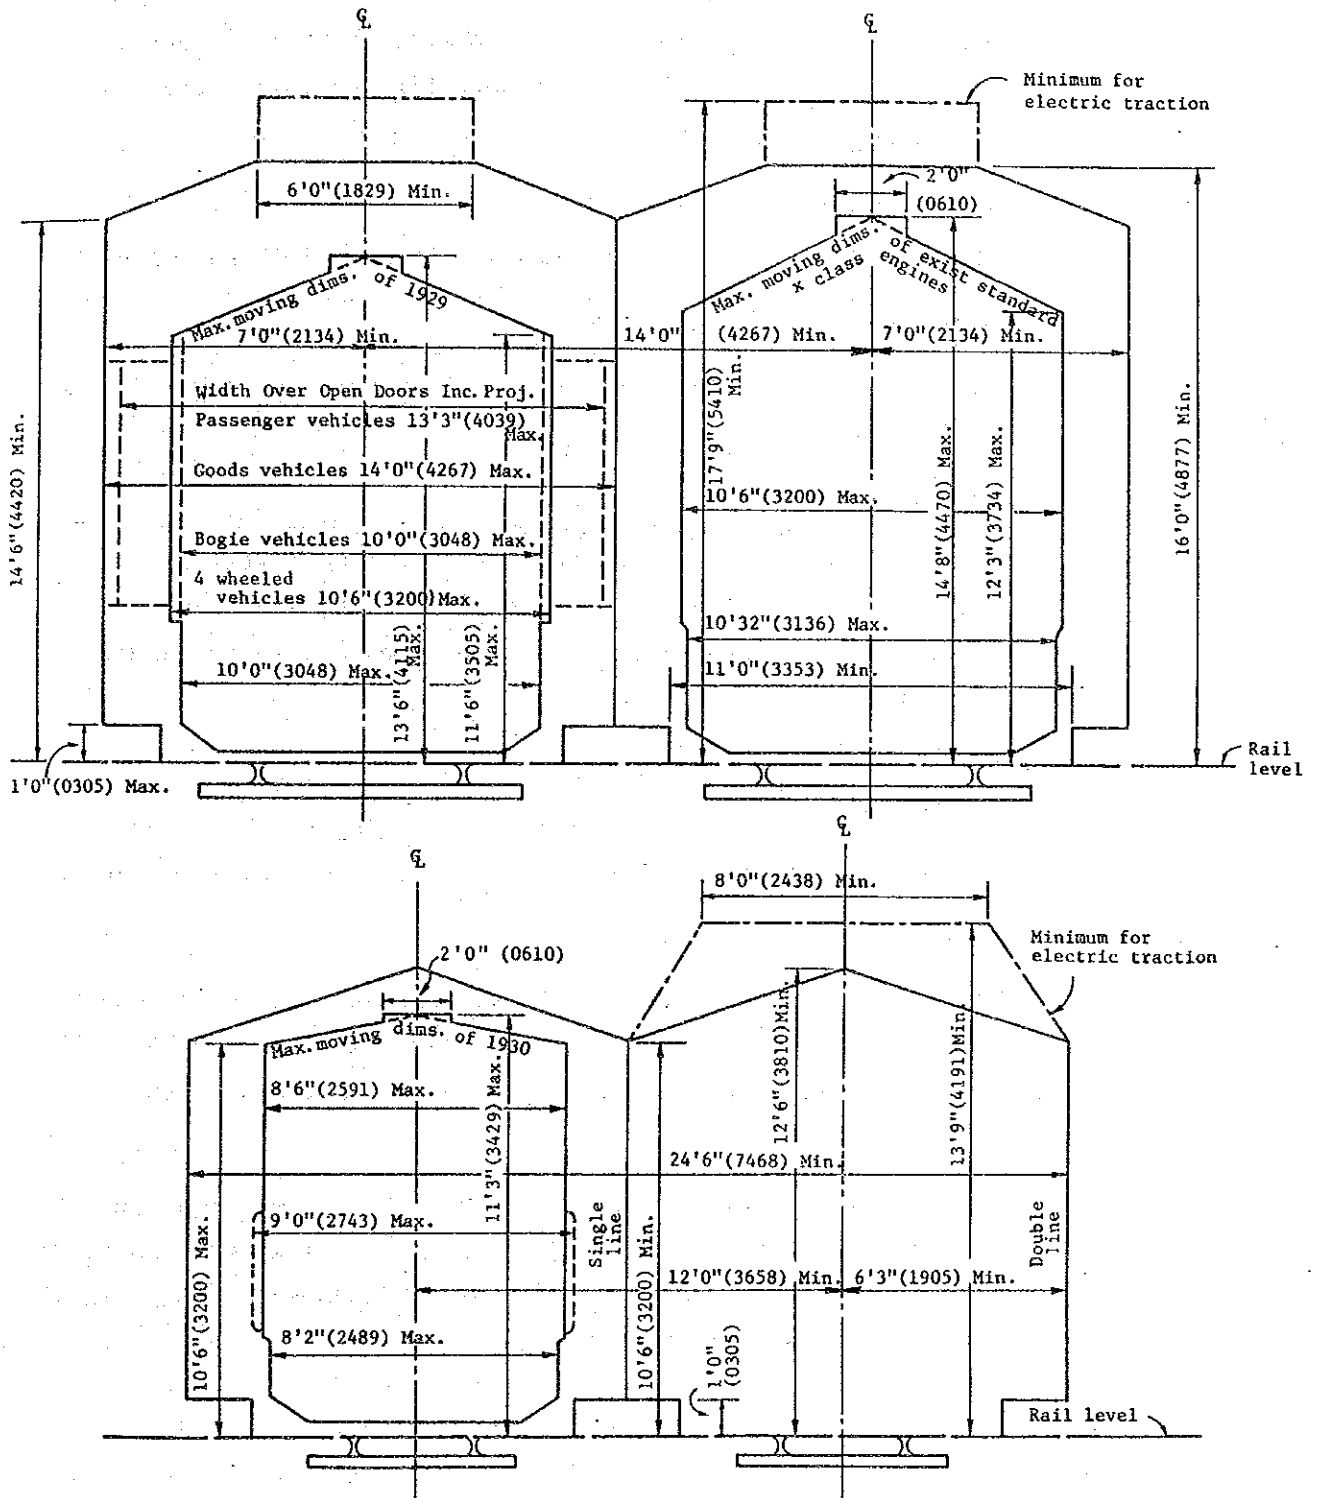 ℄
℄
Minimum for
electric traction
6'0"(1829) Min.
2'0"
(0610)
Max. moving dims. of 1929
Max. moving dims. of exist standard
x class engines
7'0"(2134) Min.
14'0" (4267) Min.
7'0"(2134) Min.
Width Over Open Doors Inc. Proj.
Passenger vehicles 13'3"(4039)
Max.
Goods vehicles 14'0"(4267) Max.
Bogie vehicles 10'0"(3048) Max.
4 wheeled
vehicles 10'6"(3200)Max.
10'0"(3048) Max.
14'6"(4420) Min.
13'6"(4115)
Max.
11'6"(3505)
Max.
1'0"(0305) Max.
17'9"(5410)
Min.
10'6"(3200) Max.
14'8"(4470) Max.
12'3"(3734) Max.
16'0"(4877) Min.
10'32"(3136) Max.
11'0"(3353) Min.
Rail
level
℄
℄
8'0"(2438) Min.
2'0" (0610)
Minimum for
electric traction
Max. moving dims. of 1930
8'6"(2591) Max.
11'3"(3429) Max.
12'6"(3810)Min.
13'9"(4191)Min.
24'6"(7468) Min.
9'0"(2743) Max.
Single
line
Double
line
10'6"(3200) Max.
10'6"(3200) Min.
12'0"(3658) Min.
6'3"(1905) Min.
8'2"(2489) Max.
1'0"
(0305)
Rail level